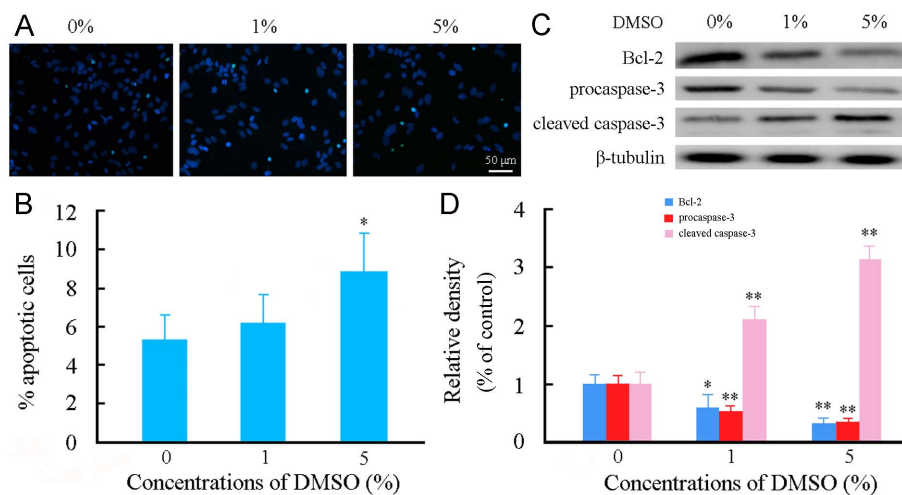 A
0%
1%
5%
50 µm
B
% apoptotic cells
12
10
8
6
4
2
0
*
0
1
5
Concentrations of DMSO (%)
C
DMSO
0%
1%
5%
Bcl-2
procaspase-3
cleaved caspase-3
β-tubulin
D
Bcl-2
procaspase-3
cleaved caspase-3
Relative density
(% of control)
4
3
2
1
0
*
**
**
**
**
**
0
1
5
Concentrations of DMSO (%)